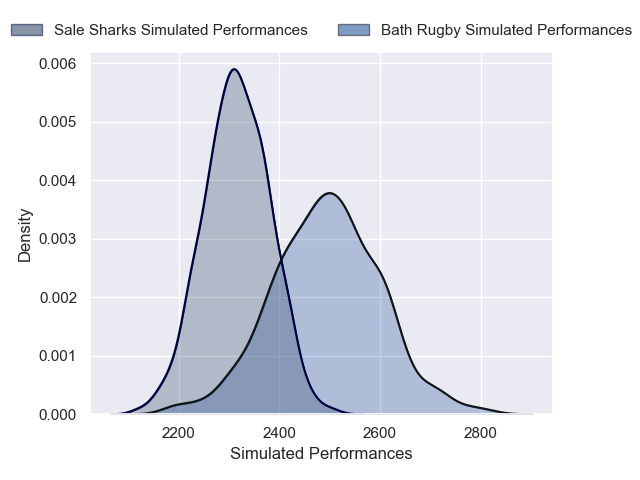 Sale Sharks Simulated Performances Bath Rugby Simulated Performances
0.006
0.005
0.004
0.003
0.002
0.001
0.000
Density
2200 2400 2600 2800
Simulated Performances